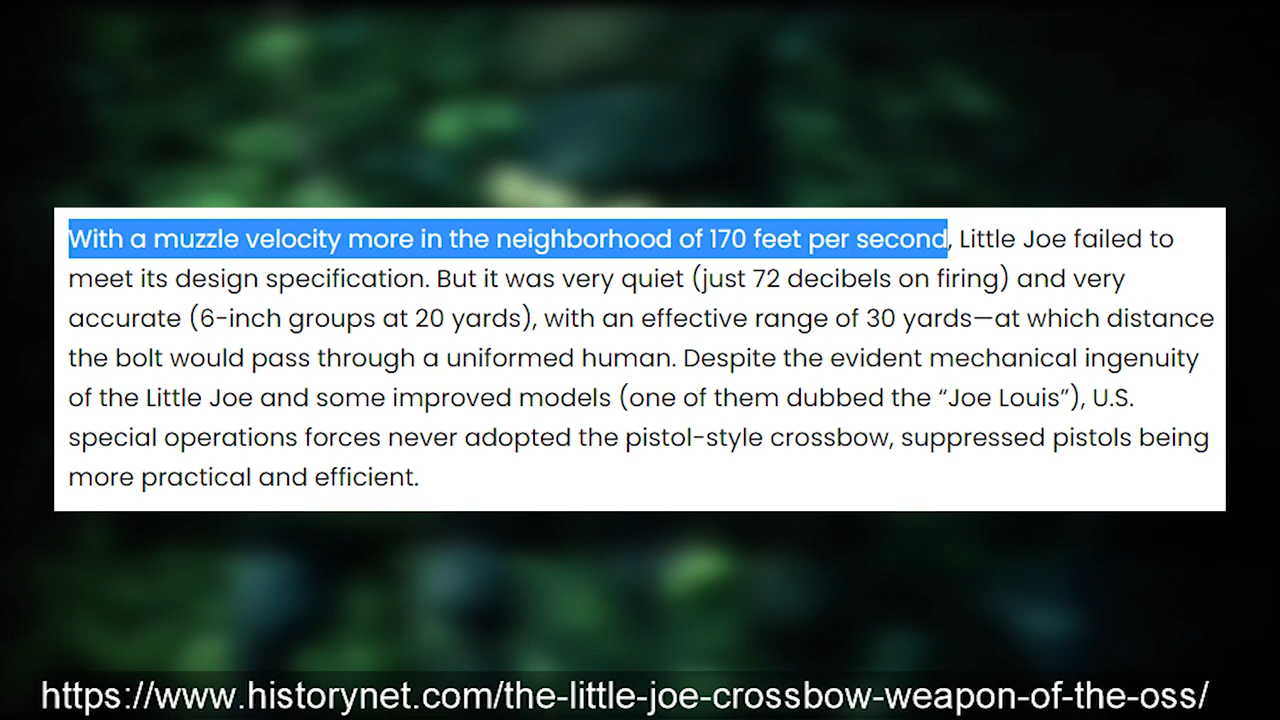 With a muzzle velocity more in the neighborhood of 170 feet per second, Little Joe failed to
meet its design specification. But it was very quiet (just 72 decibels on firing) and very
accurate (6-inch groups at 20 yards), with an effective range of 30 yards—at which distance
the bolt would pass through a uniformed human. Despite the evident mechanical ingenuity
of the Little Joe and some improved models (one of them dubbed the “Joe Louis”), U.S.
special operations forces never adopted the pistol-style crossbow, suppressed pistols being
more practical and efficient.
https://www.historynet.com/the-little-joe-crossbow-weapon-of-the-oss/